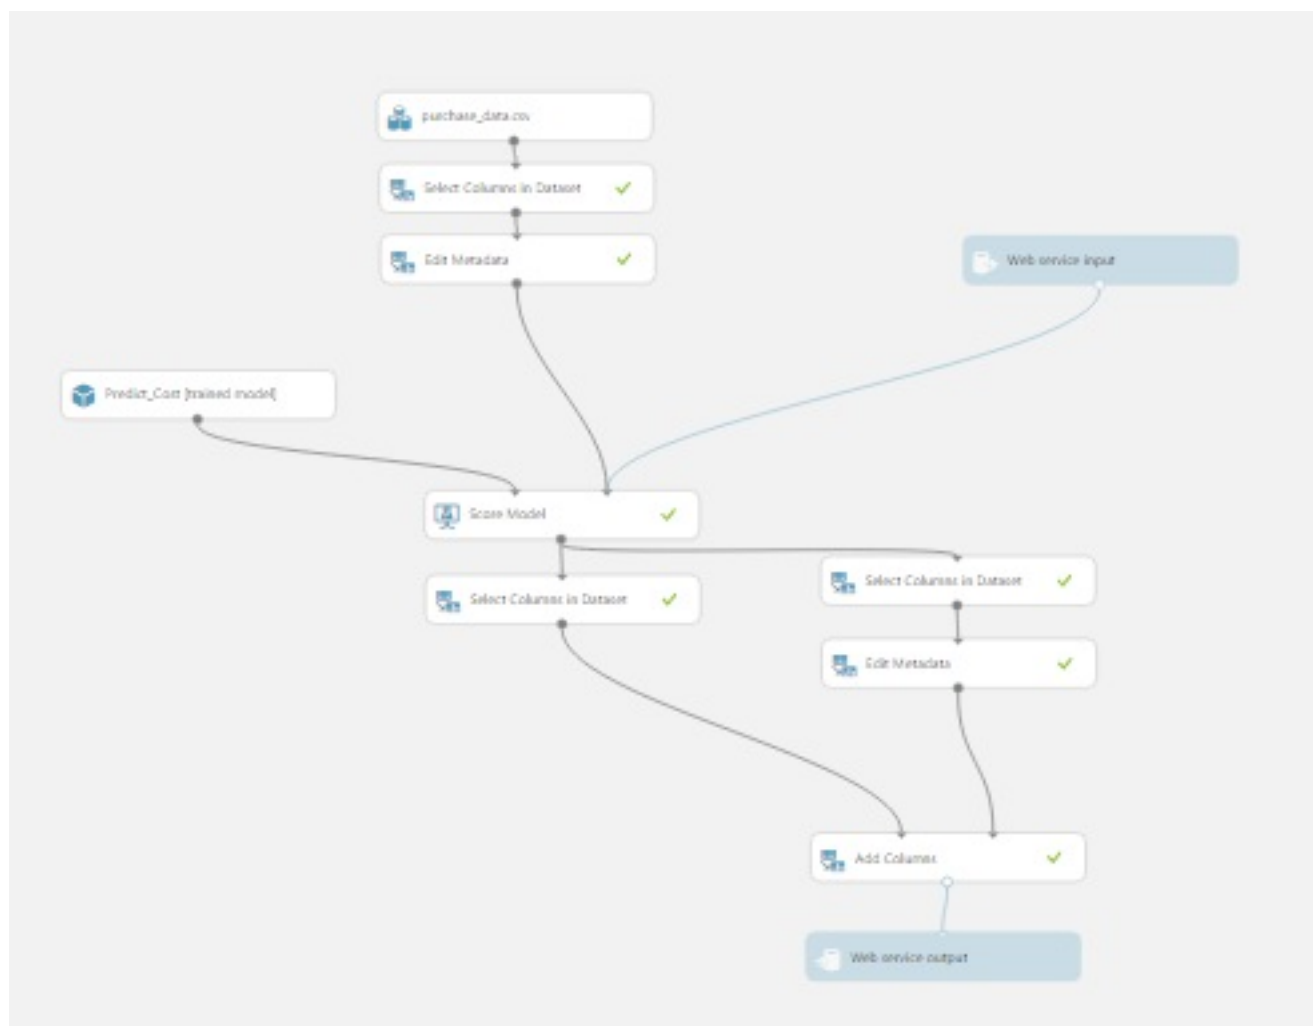 purchase_data.csv
Select Columns in Dataset
Edit Metadata
Web service input
Predict_Cost [trained model]
Score Model
Select Columns in Dataset
Select Columns in Dataset
Edit Metadata
Add Columns
Web service output